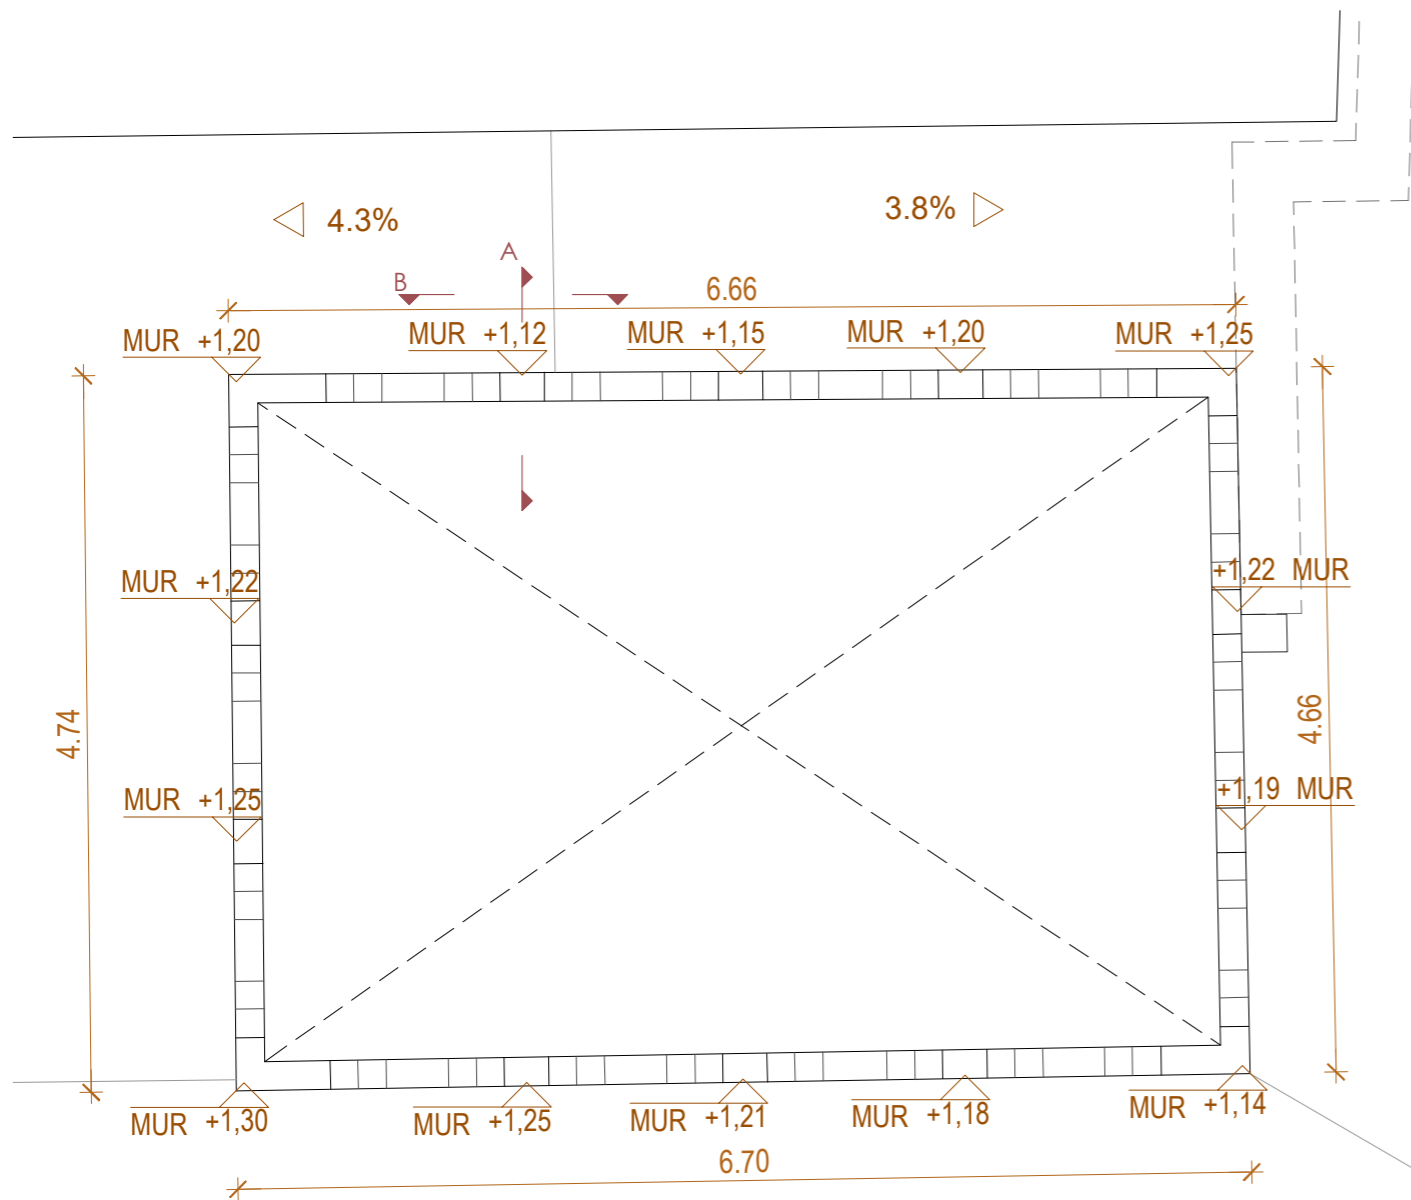 4.3%
3.8%
A
B
6.66
MUR +1,20
MUR +1,12
MUR +1,15
MUR +1,20
MUR +1,25
MUR +1,22
+1,22 MUR
4.74
4.66
MUR +1,25
+1,19 MUR
MUR +1,30
MUR +1,25
MUR +1,21
MUR +1,18
MUR +1,14
6.70